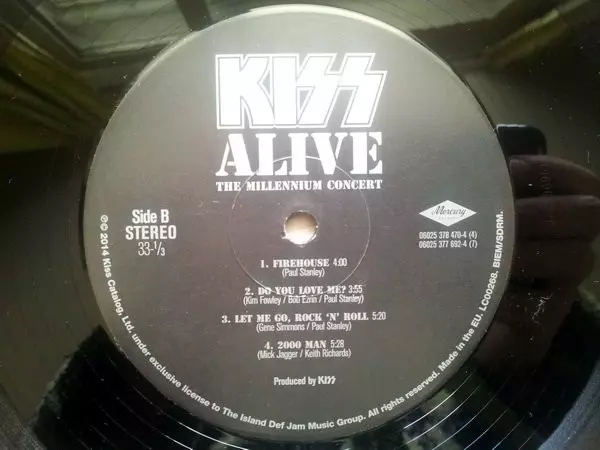 KISS
ALIVE
THE MILLENNIUM CONCERT
Side B
STEREO
33-1/3
Mercury
06025 378 470-4 (4)
06025 377 692-4 (7)
1. FIREHOUSE 4:00
(Paul Stanley)
2. DO YOU LOVE ME? 3:55
(Kim Fowley / Bob Ezrin / Paul Stanley)
3. LET ME GO, ROCK 'N' ROLL 5:20
(Gene Simmons / Paul Stanley)
4. 2000 MAN 5:28
(Mick Jagger / Keith Richards)
Produced by KISS
℗ © 2014 Kiss Catalog, Ltd. under exclusive license to The Island Def Jam Music Group. All rights reserved. Made in the EU. LC00268. BIEM/SDRM.